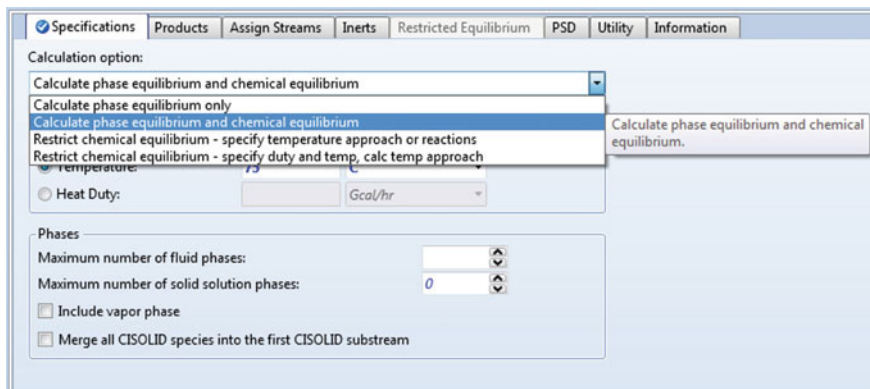 Specifications Products Assign Streams Inerts Restricted Equilibrium PSD Utility Information
Calculation option:
Calculate phase equilibrium and chemical equilibrium
Calculate phase equilibrium only
Calculate phase equilibrium and chemical equilibrium
Restrict chemical equilibrium - specify temperature approach or reactions
Restrict chemical equilibrium - specify duty and temp, calc temp approach
Calculate phase equilibrium and chemical
equilibrium.
Temperature: 75 C
Heat Duty: Gcal/hr
Phases
Maximum number of fluid phases:
Maximum number of solid solution phases: 0
Include vapor phase
Merge all CISOLID species into the first CISOLID substream